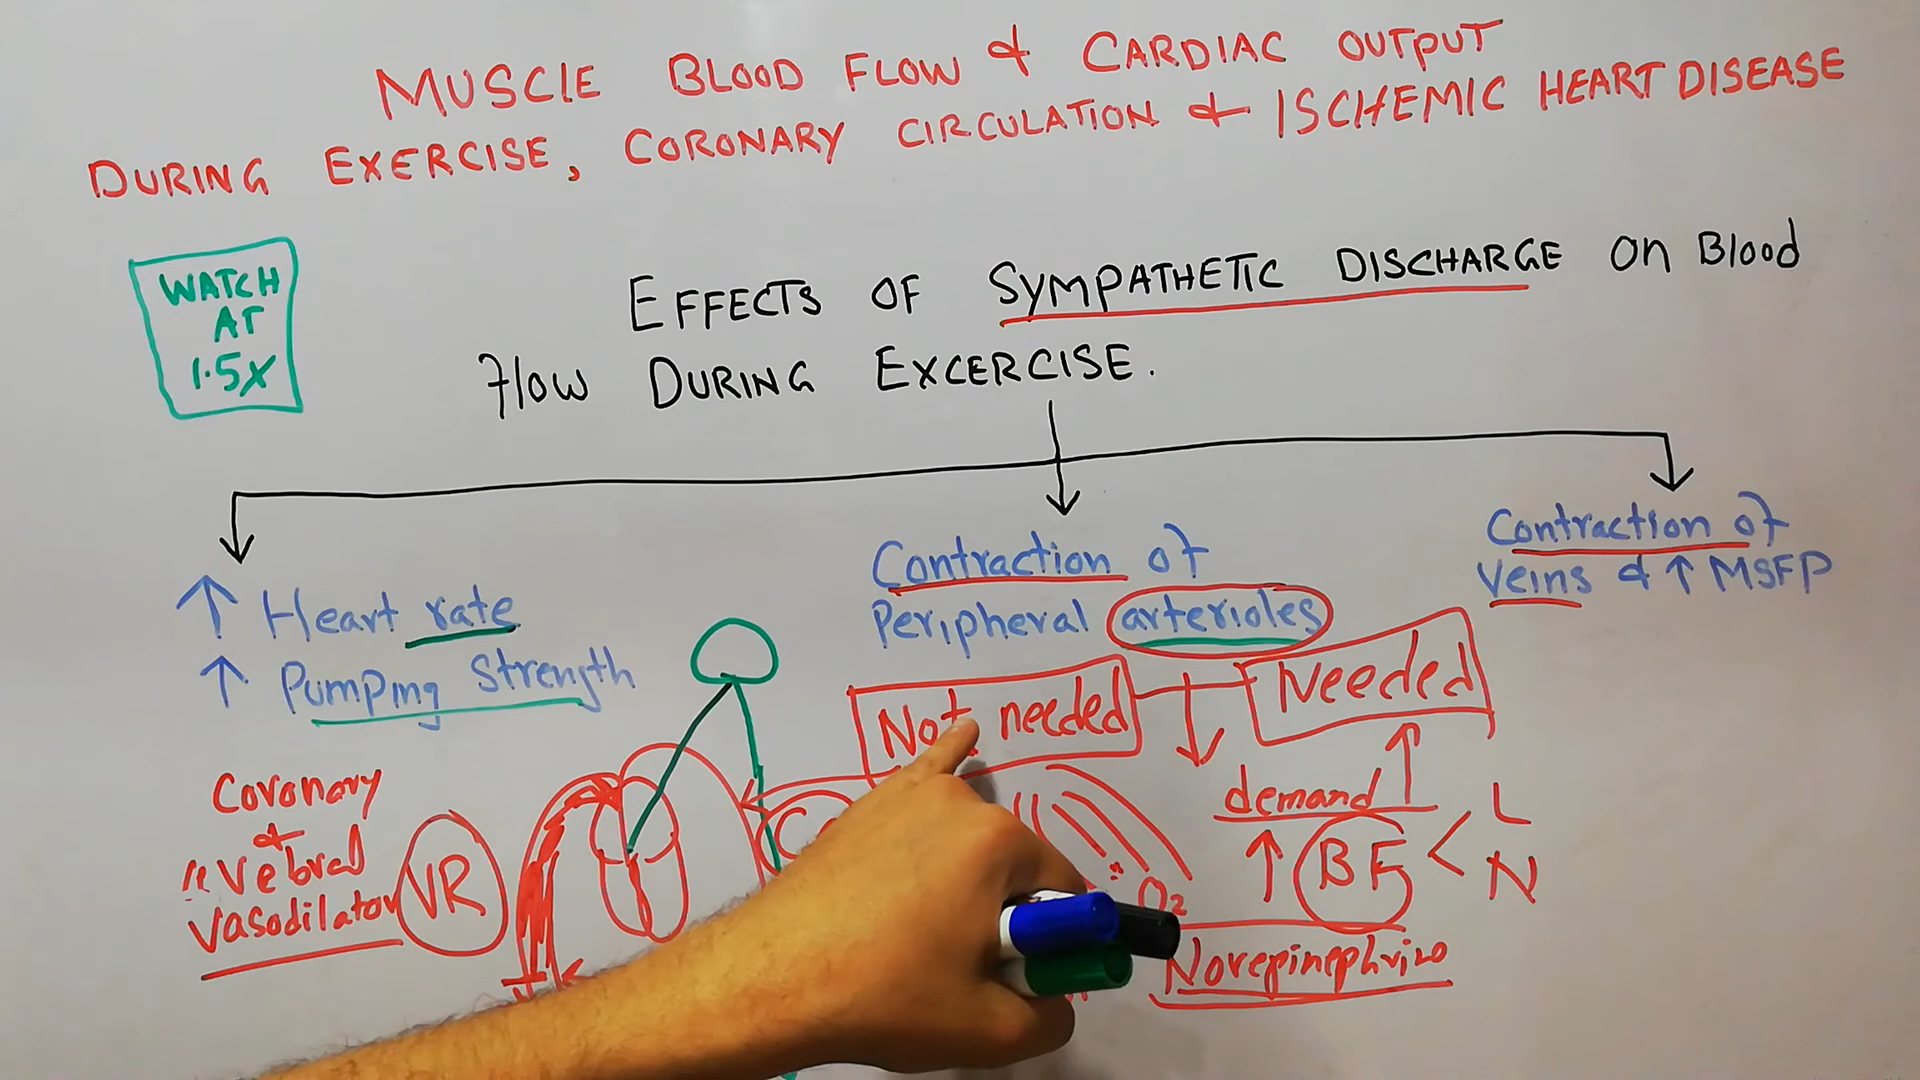 MUSCLE BLOOD FLOW & CARDIAC OUTPUT
DURING EXERCISE, CORONARY CIRCULATION & ISCHEMIC HEART DISEASE
WATCH
AT
1.5X
EFFECTS OF SYMPATHETIC DISCHARGE ON Blood
Flow DURING EXCERCISE.
↑ Heart rate
↑ Pumping Strength
Contraction of
Peripheral arterioles
Contraction of
Veins & ↑ MSFP
Not needed
Needed
Coronary
&
vasodilator
VR
demand ↑
↑ BF < L
N
O2
Norepinephrine